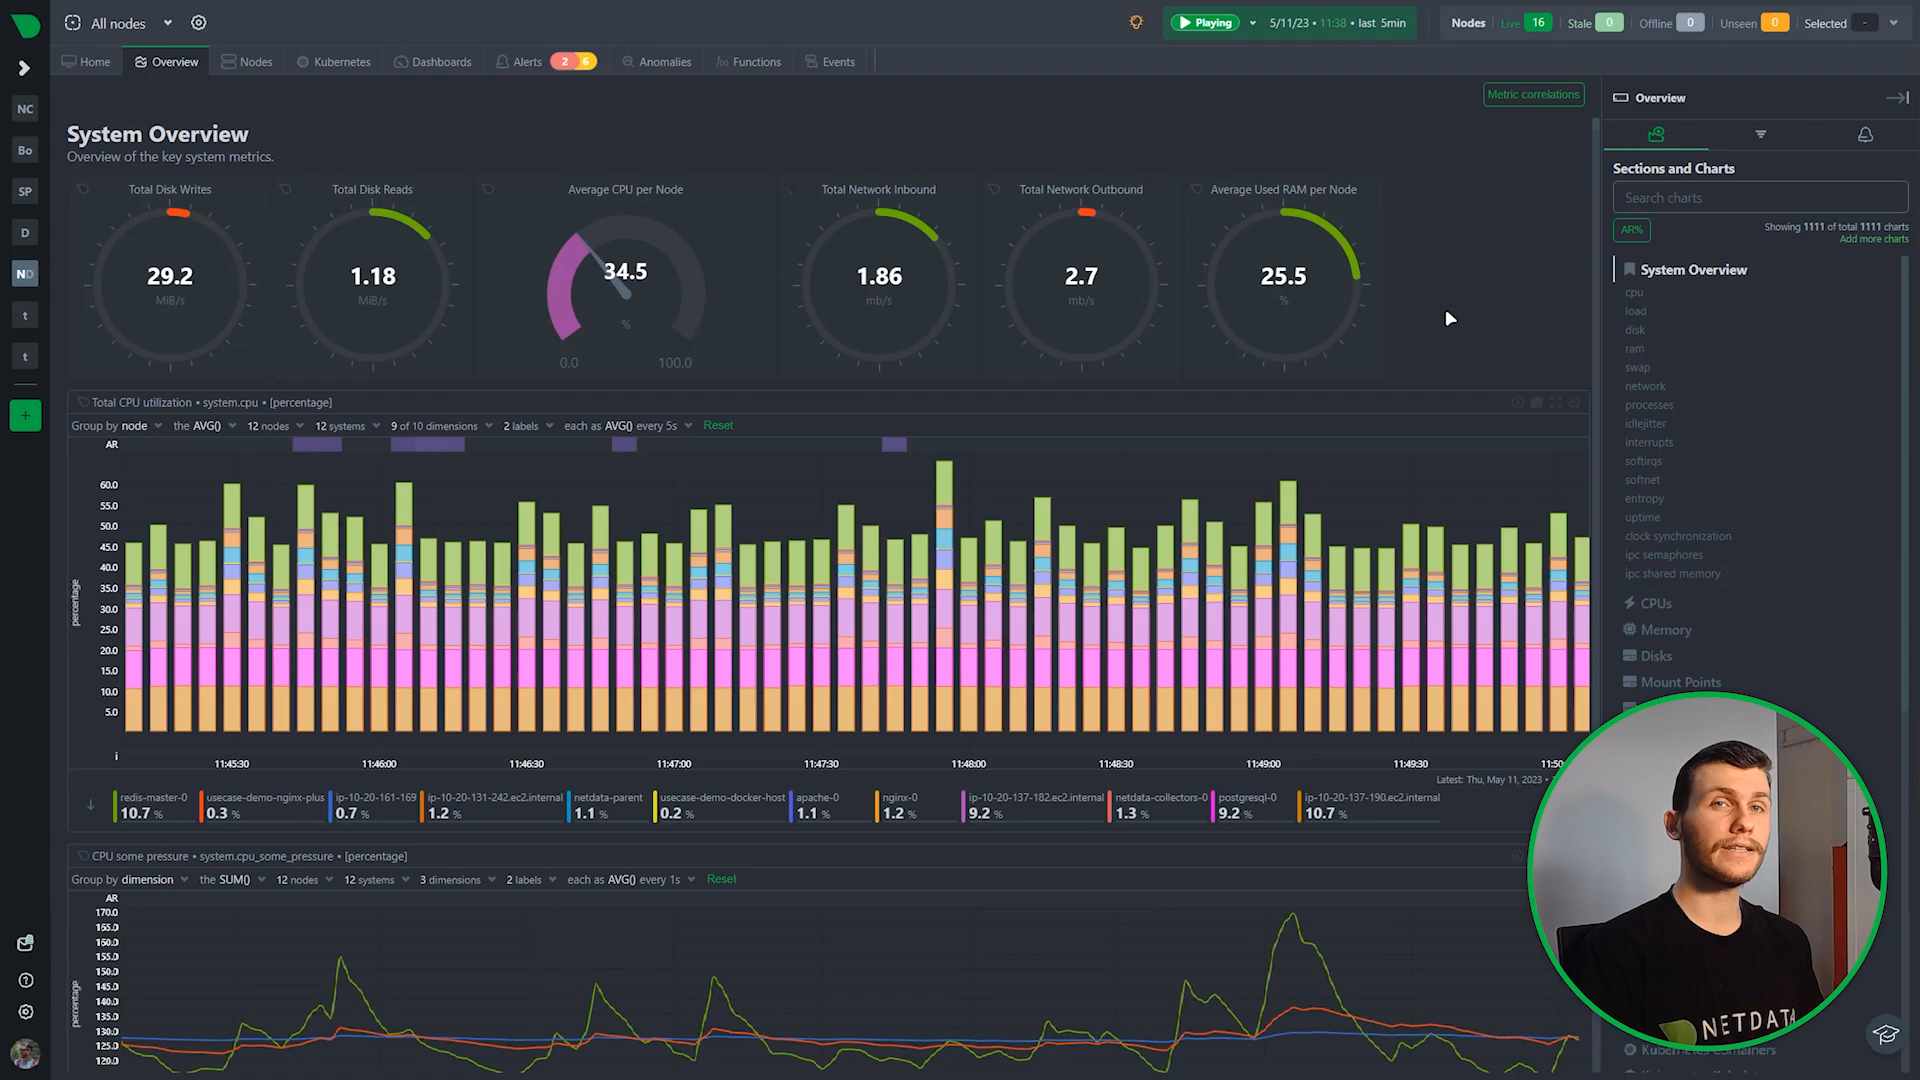 All nodes
Playing
5/11/23 • 11:38 • last 5min
Nodes Live 16 Stale 0 Offline 0 Unseen 0 Selected -
Home
Overview
Nodes
Kubernetes
Dashboards
Alerts 2 6
Anomalies
f(x) Functions
Events
NC
Bo
SP
D
ND
t
t
+
Metric correlations
System Overview
Overview of the key system metrics.
Total Disk Writes
29.2
MiB/s
Total Disk Reads
1.18
MiB/s
Average CPU per Node
34.5
%
0.0 100.0
Total Network Inbound
1.86
mb/s
Total Network Outbound
2.7
mb/s
Average Used RAM per Node
25.5
%
Total CPU utilization • system.cpu • [percentage]
Group by node the AVG() 12 nodes 12 systems 9 of 10 dimensions 2 labels each as AVG() every 5s Reset
AR
60.0
55.0
50.0
45.0
40.0
35.0
30.0
25.0
20.0
15.0
10.0
5.0
percentage
i
11:45:30 11:46:00 11:46:30 11:47:00 11:47:30 11:48:00 11:48:30 11:49:00 11:49:30 11:50
Latest: Thu, May 11, 2023 •
redis-master-0
10.7 %
usecase-demo-nginx-plus
0.3 %
ip-10-20-161-169
0.7 %
ip-10-20-131-242.ec2.internal
1.2 %
netdata-parent
1.1 %
usecase-demo-docker-host
0.2 %
apache-0
1.1 %
nginx-0
1.2 %
ip-10-20-137-182.ec2.internal
9.2 %
netdata-collectors-0
1.3 %
postgresql-0
9.2 %
ip-10-20-137-190.ec2.internal
10.7 %
CPU some pressure • system.cpu_some_pressure • [percentage]
Group by dimension the SUM() 12 nodes 12 systems 3 dimensions 2 labels each as AVG() every 1s Reset
AR
170.0
165.0
160.0
155.0
150.0
145.0
140.0
135.0
130.0
125.0
120.0
percentage
Overview
Sections and Charts
Search charts
AR%
Showing 1111 of total 1111 charts
Add more charts
System Overview
cpu
load
disk
ram
swap
network
processes
idlejitter
interrupts
softirqs
softnet
entropy
uptime
clock synchronization
ipc semaphores
ipc shared memory
CPUs
Memory
Disks
Mount Points
NETDATA
Kubernetes Containers